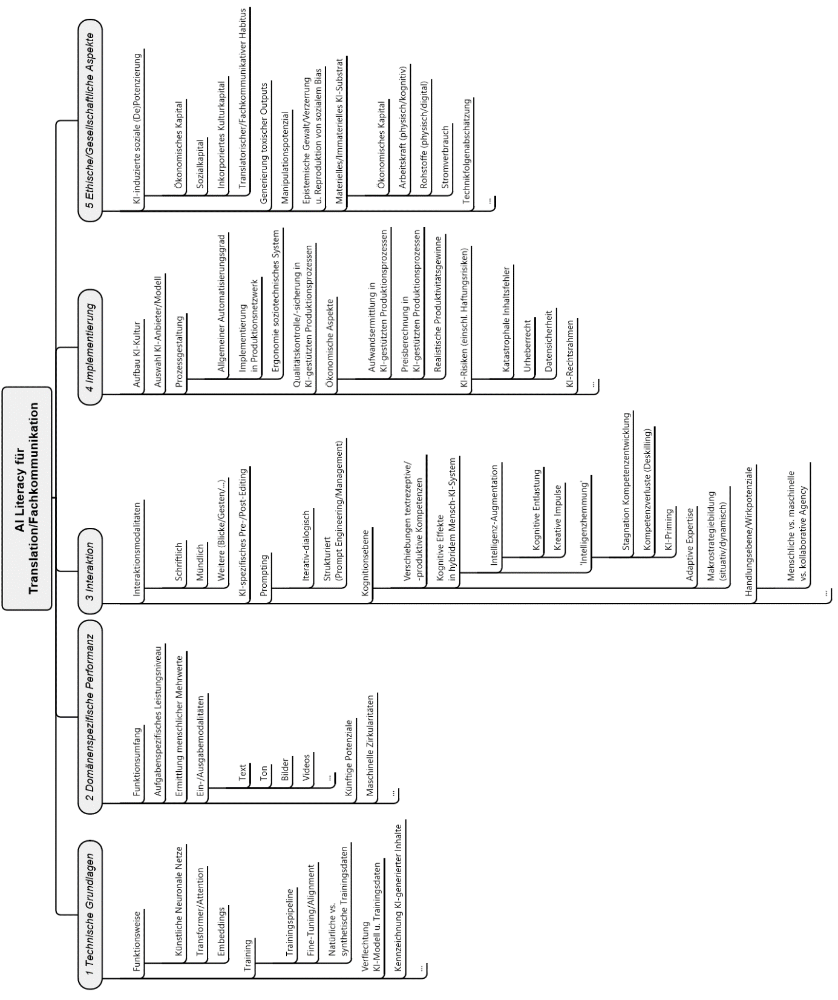 AI Literacy für
Translation/Fachkommunikation
1 Technische Grundlagen
Funktionsweise
Künstliche Neuronale Netze
Transformer/Attention
Embeddings
Training
Trainingspipeline
Fine-Tuning/Alignment
Natürliche vs.
synthetische Trainingsdaten
Verflechtung
KI-Modell u. Trainingsdaten
Kennzeichnung KI-generierter Inhalte
...
2 Domänenspezifische Performanz
Funktionsumfang
Aufgabenspezifisches Leistungsniveau
Ermittlung menschlicher Mehrwerte
Ein-/Ausgabemodalitäten
Text
Ton
Bilder
Videos
...
Künftige Potenziale
Maschinelle Zirkularitäten
...
3 Interaktion
Interaktionsmodalitäten
Schriftlich
Mündlich
Weitere (Blicke/Gesten/...)
KI-spezifisches Pre-/Post-Editing
Prompting
Iterativ-dialogisch
Strukturiert
(Prompt Engineering/Management)
Kognitionsebene
Verschiebungen textrezeptive/
-produktive Kompetenzen
Kognitive Effekte
in hybridem Mensch-KI-System
Intelligenz-Augmentation
Kognitive Entlastung
Kreative Impulse
'Intelligenzhemmung'
Stagnation Kompetenzentwicklung
Kompetenzverluste (Deskilling)
KI-Priming
Adaptive Expertise
Makrostrategiebildung
(situativ/dynamisch)
Handlungsebene/Wirkpotenziale
Menschliche vs. maschinelle
vs. kollaborative Agency
...
4 Implementierung
Aufbau KI-Kultur
Auswahl KI-Anbieter/Modell
Prozessgestaltung
Allgemeiner Automatisierungsgrad
Implementierung
in Produktionsnetzwerk
Ergonomie soziotechnisches System
Qualitätskontrolle/-sicherung in
KI-gestützten Produktionsprozessen
Ökonomische Aspekte
Aufwandsermittlung in
KI-gestützten Produktionsprozessen
Preisberechnung in
KI-gestützten Produktionsprozessen
Realistische Produktivitätsgewinne
KI-Risiken (einschl. Haftungsrisiken)
Katastrophale Inhaltsfehler
Urheberrecht
Datensicherheit
KI-Rechtsrahmen
...
5 Ethische/Gesellschaftliche Aspekte
KI-induzierte soziale (De)Potenzierung
Ökonomisches Kapital
Sozialkapital
Inkorporiertes Kulturkapital
Translatorischer/Fachkommunikativer Habitus
Generierung toxischer Outputs
Manipulationspotenzial
Epistemische Gewalt/Verzerrung
u. Reproduktion von sozialem Bias
Materielles/Immaterielles KI-Substrat
Ökonomisches Kapital
Arbeitskraft (physisch/kognitiv)
Rohstoffe (physisch/digital)
Stromverbrauch
Technikfolgenabschätzung
...